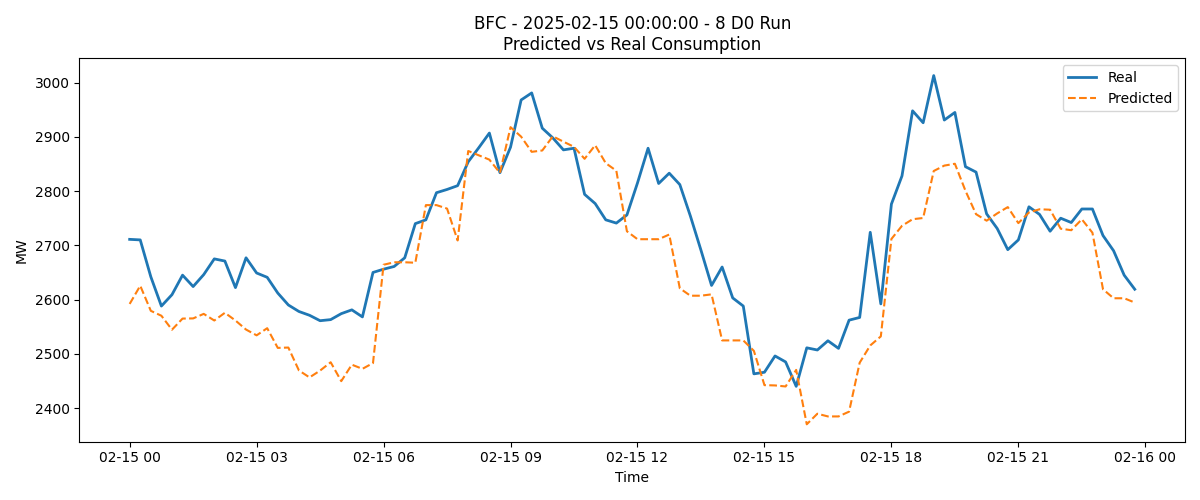 BFC - 2025-02-15 00:00:00 - 8 D0 Run
Predicted vs Real Consumption
Real
Predicted
MW
3000
2900
2800
2700
2600
2500
2400
02-15 00
02-15 03
02-15 06
02-15 09
02-15 12
02-15 15
02-15 18
02-15 21
02-16 00
Time